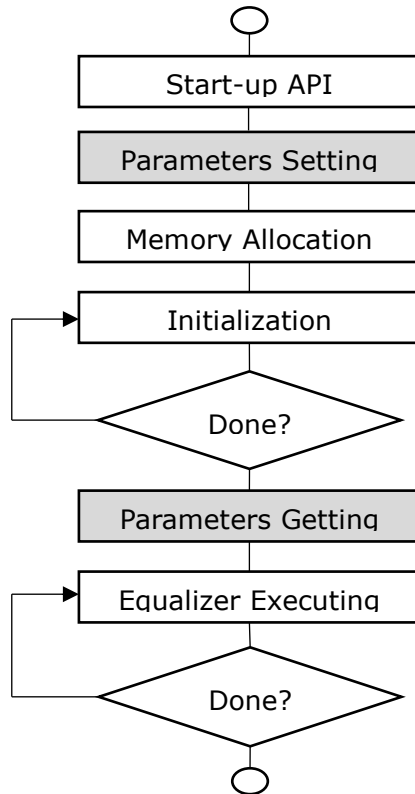 Start-up API
Parameters Setting
Memory Allocation
Initialization
Done?
Parameters Getting
Equalizer Executing
Done?